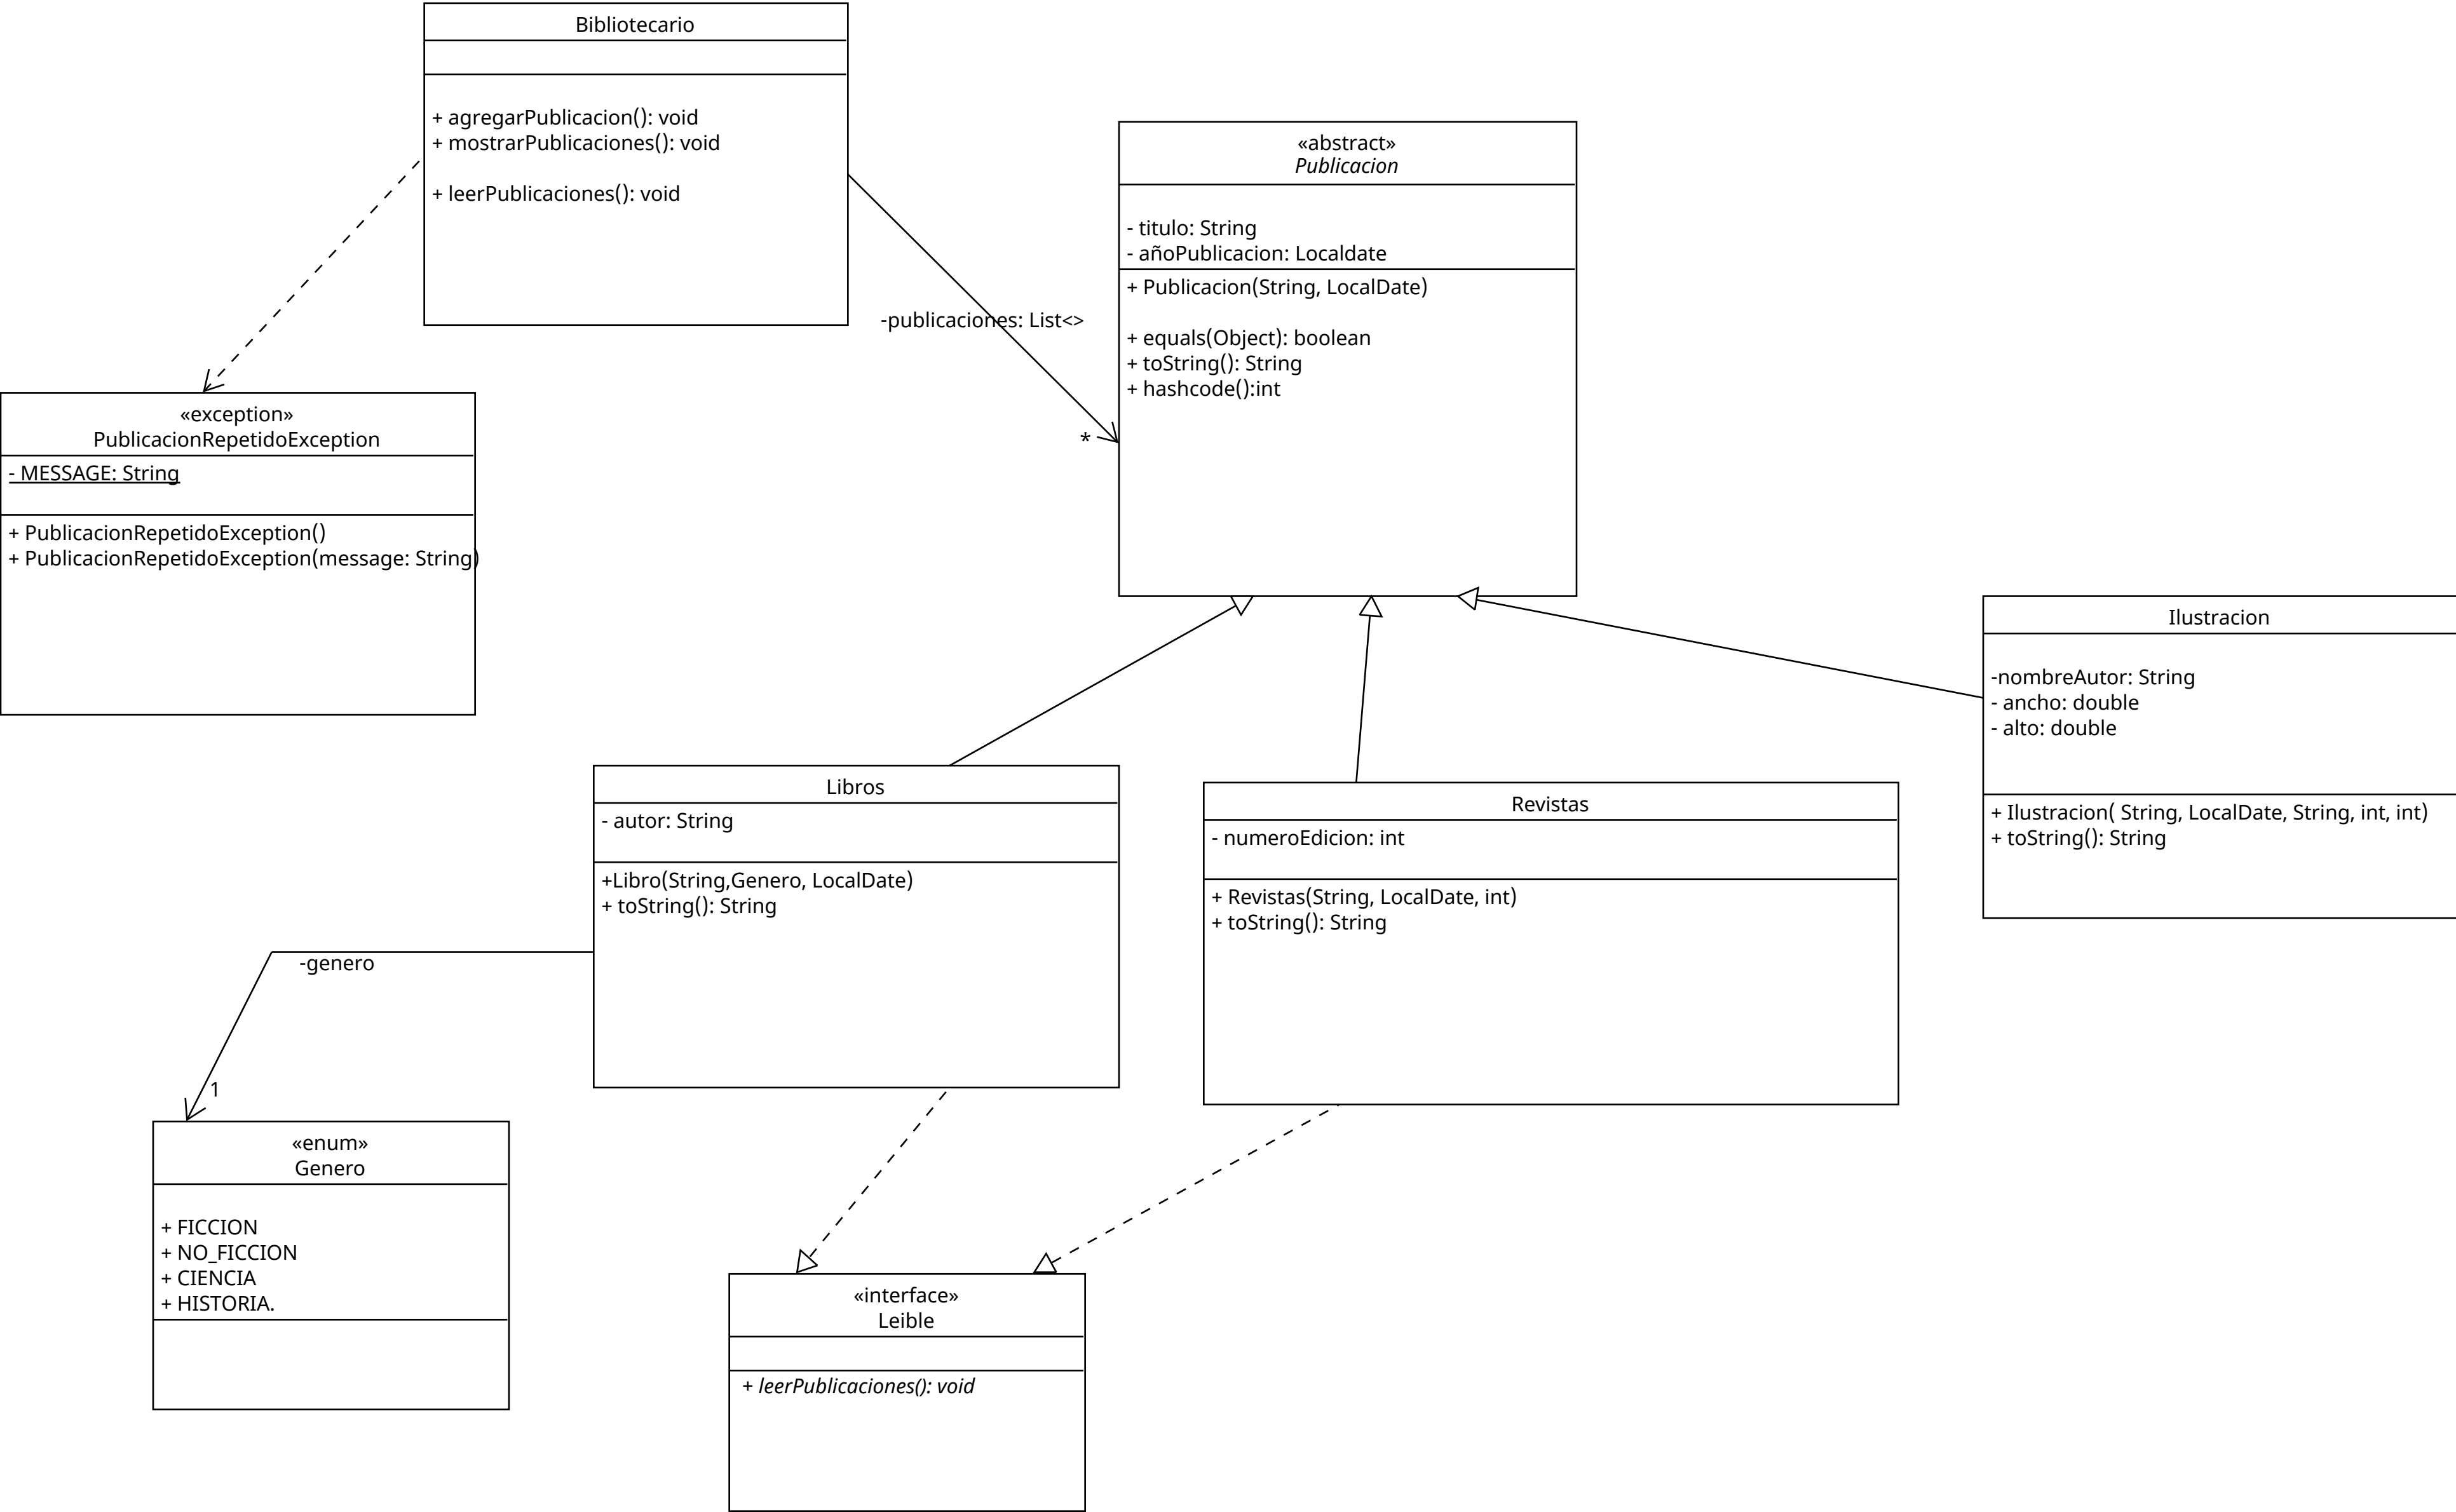 Bibliotecario
+ agregarPublicacion(): void
+ mostrarPublicaciones(): void
+ leerPublicaciones(): void
«abstract»
Publicacion
- titulo: String
- añoPublicacion: Localdate
+ Publicacion(String, LocalDate)
+ equals(Object): boolean
+ toString(): String
+ hashcode():int
-publicaciones: List<>
*
«exception»
PublicacionRepetidoException
- MESSAGE: String
+ PublicacionRepetidoException()
+ PublicacionRepetidoException(message: String)
Ilustracion
-nombreAutor: String
- ancho: double
- alto: double
+ Ilustracion( String, LocalDate, String, int, int)
+ toString(): String
Libros
- autor: String
+Libro(String,Genero, LocalDate)
+ toString(): String
Revistas
- numeroEdicion: int
+ Revistas(String, LocalDate, int)
+ toString(): String
-genero
1
«enum»
Genero
+ FICCION
+ NO_FICCION
+ CIENCIA
+ HISTORIA.
«interface»
Leible
+ leerPublicaciones(): void